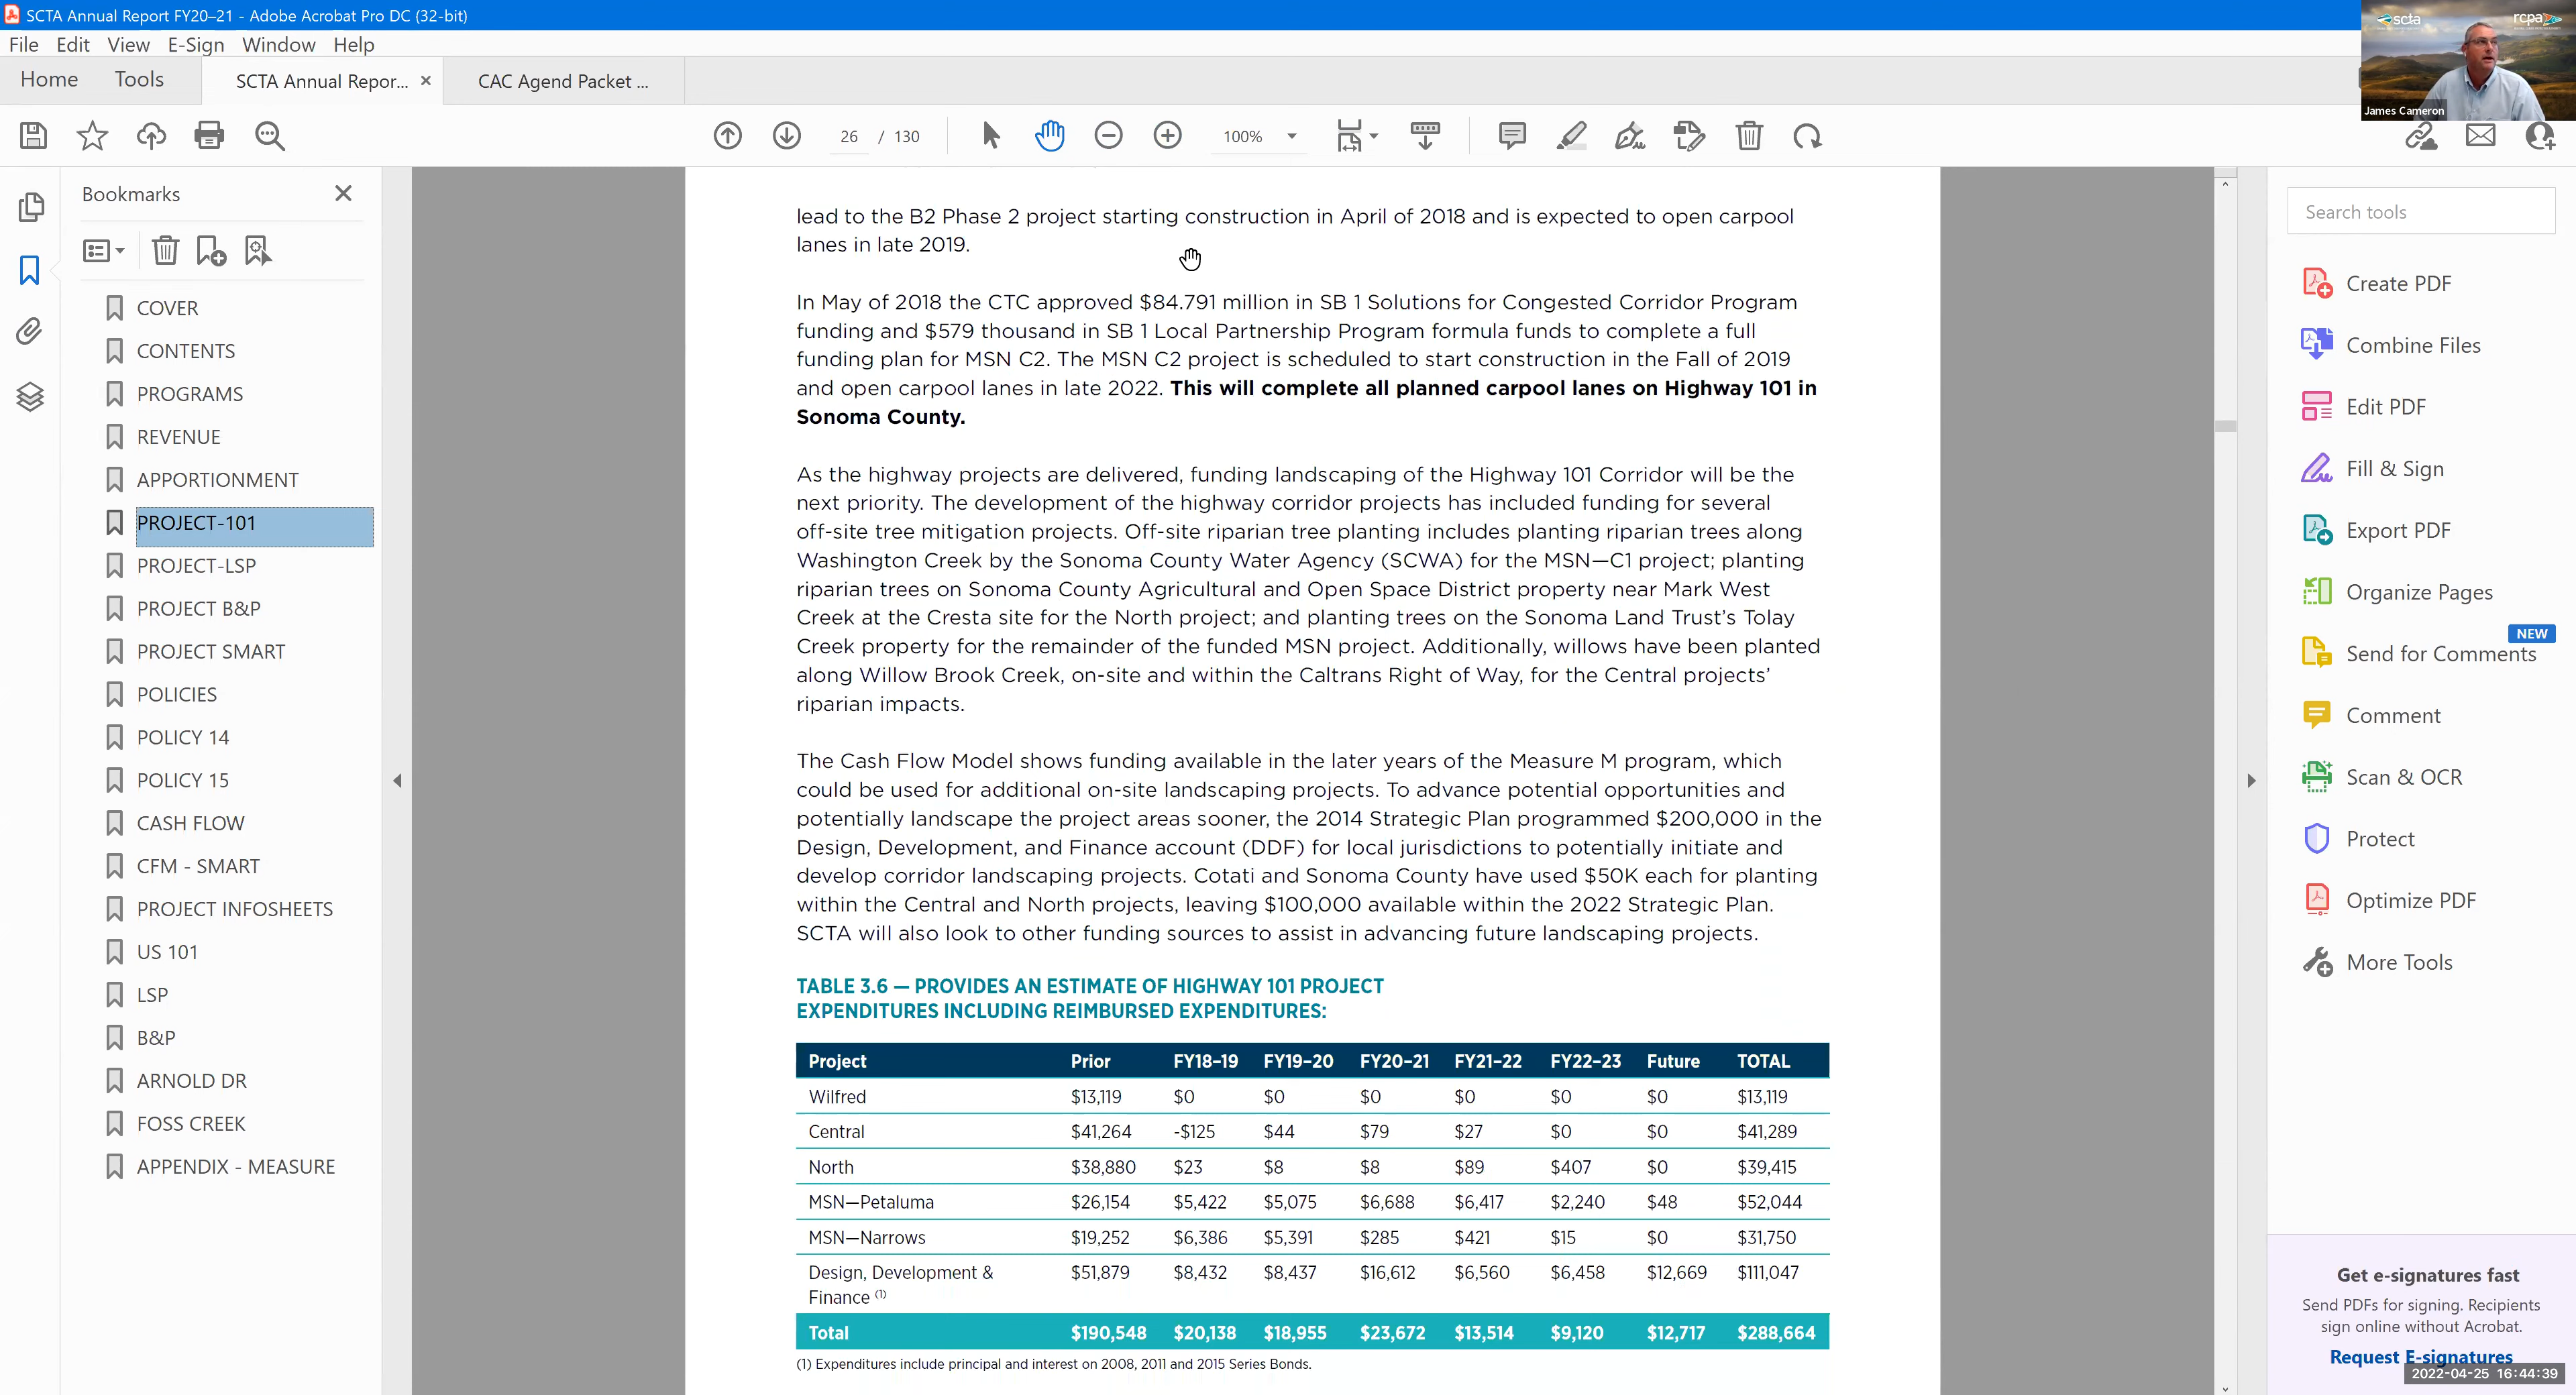 SCTA Annual Report FY20–21 - Adobe Acrobat Pro DC (32-bit)
File Edit View E-Sign Window Help
Home Tools SCTA Annual Repor... × CAC Agend Packet ...
scta rcpa
James Cameron
26 / 130 100%
Bookmarks
COVER
CONTENTS
PROGRAMS
REVENUE
APPORTIONMENT
PROJECT-101
PROJECT-LSP
PROJECT B&P
PROJECT SMART
POLICIES
POLICY 14
POLICY 15
CASH FLOW
CFM - SMART
PROJECT INFOSHEETS
US 101
LSP
B&P
ARNOLD DR
FOSS CREEK
APPENDIX - MEASURE
lead to the B2 Phase 2 project starting construction in April of 2018 and is expected to open carpool
lanes in late 2019.
In May of 2018 the CTC approved $84.791 million in SB 1 Solutions for Congested Corridor Program
funding and $579 thousand in SB 1 Local Partnership Program formula funds to complete a full
funding plan for MSN C2. The MSN C2 project is scheduled to start construction in the Fall of 2019
and open carpool lanes in late 2022. This will complete all planned carpool lanes on Highway 101 in
Sonoma County.
As the highway projects are delivered, funding landscaping of the Highway 101 Corridor will be the
next priority. The development of the highway corridor projects has included funding for several
off-site tree mitigation projects. Off-site riparian tree planting includes planting riparian trees along
Washington Creek by the Sonoma County Water Agency (SCWA) for the MSN—C1 project; planting
riparian trees on Sonoma County Agricultural and Open Space District property near Mark West
Creek at the Cresta site for the North project; and planting trees on the Sonoma Land Trust's Tolay
Creek property for the remainder of the funded MSN project. Additionally, willows have been planted
along Willow Brook Creek, on-site and within the Caltrans Right of Way, for the Central projects'
riparian impacts.
The Cash Flow Model shows funding available in the later years of the Measure M program, which
could be used for additional on-site landscaping projects. To advance potential opportunities and
potentially landscape the project areas sooner, the 2014 Strategic Plan programmed $200,000 in the
Design, Development, and Finance account (DDF) for local jurisdictions to potentially initiate and
develop corridor landscaping projects. Cotati and Sonoma County have used $50K each for planting
within the Central and North projects, leaving $100,000 available within the 2022 Strategic Plan.
SCTA will also look to other funding sources to assist in advancing future landscaping projects.
TABLE 3.6 — PROVIDES AN ESTIMATE OF HIGHWAY 101 PROJECT
EXPENDITURES INCLUDING REIMBURSED EXPENDITURES:
Project Prior FY18–19 FY19–20 FY20–21 FY21–22 FY22–23 Future TOTAL
Wilfred $13,119 $0 $0 $0 $0 $0 $0 $13,119
Central $41,264 -$125 $44 $79 $27 $0 $0 $41,289
North $38,880 $23 $8 $8 $89 $407 $0 $39,415
MSN—Petaluma $26,154 $5,422 $5,075 $6,688 $6,417 $2,240 $48 $52,044
MSN—Narrows $19,252 $6,386 $5,391 $285 $421 $15 $0 $31,750
Design, Development & $51,879 $8,432 $8,437 $16,612 $6,560 $6,458 $12,669 $111,047
Finance (1)
Total $190,548 $20,138 $18,955 $23,672 $13,514 $9,120 $12,717 $288,664
(1) Expenditures include principal and interest on 2008, 2011 and 2015 Series Bonds.
Search tools
Create PDF
Combine Files
Edit PDF
Fill & Sign
Export PDF
Organize Pages
NEW
Send for Comments
Comment
Scan & OCR
Protect
Optimize PDF
More Tools
Get e-signatures fast
Send PDFs for signing. Recipients
sign online without Acrobat.
Request E-signatures
2022-04-25 16:44:39